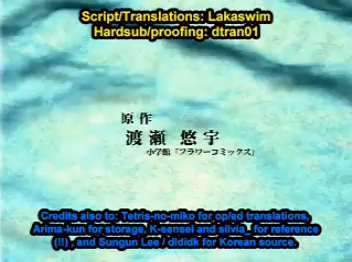 Script/Translations: Lakaswim
Hardsub/proofing: dtran01
原作
渡瀬 悠宇
小学館「フラワーコミックス」
Credits also to: Tetris-no-miko for op/ed translations,
Arima-kun for storage, K-sensei and silvia_ for reference
(!!) , and Sungun Lee / dididk for Korean source.